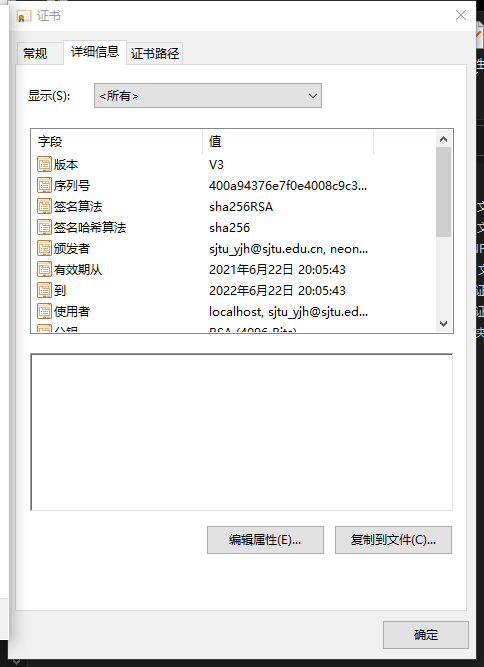 证书
常规 详细信息 证书路径
显示(S): <所有>
字段 值
版本 V3
序列号 400a94376e7f0e4008c9c3...
签名算法 sha256RSA
签名哈希算法 sha256
颁发者 sjtu_yjh@sjtu.edu.cn, neon...
有效期从 2021年6月22日 20:05:43
到 2022年6月22日 20:05:43
使用者 localhost, sjtu_yjh@sjtu.ed...
公钥 RSA (4096 Bits)
编辑属性(E)... 复制到文件(C)...
确定